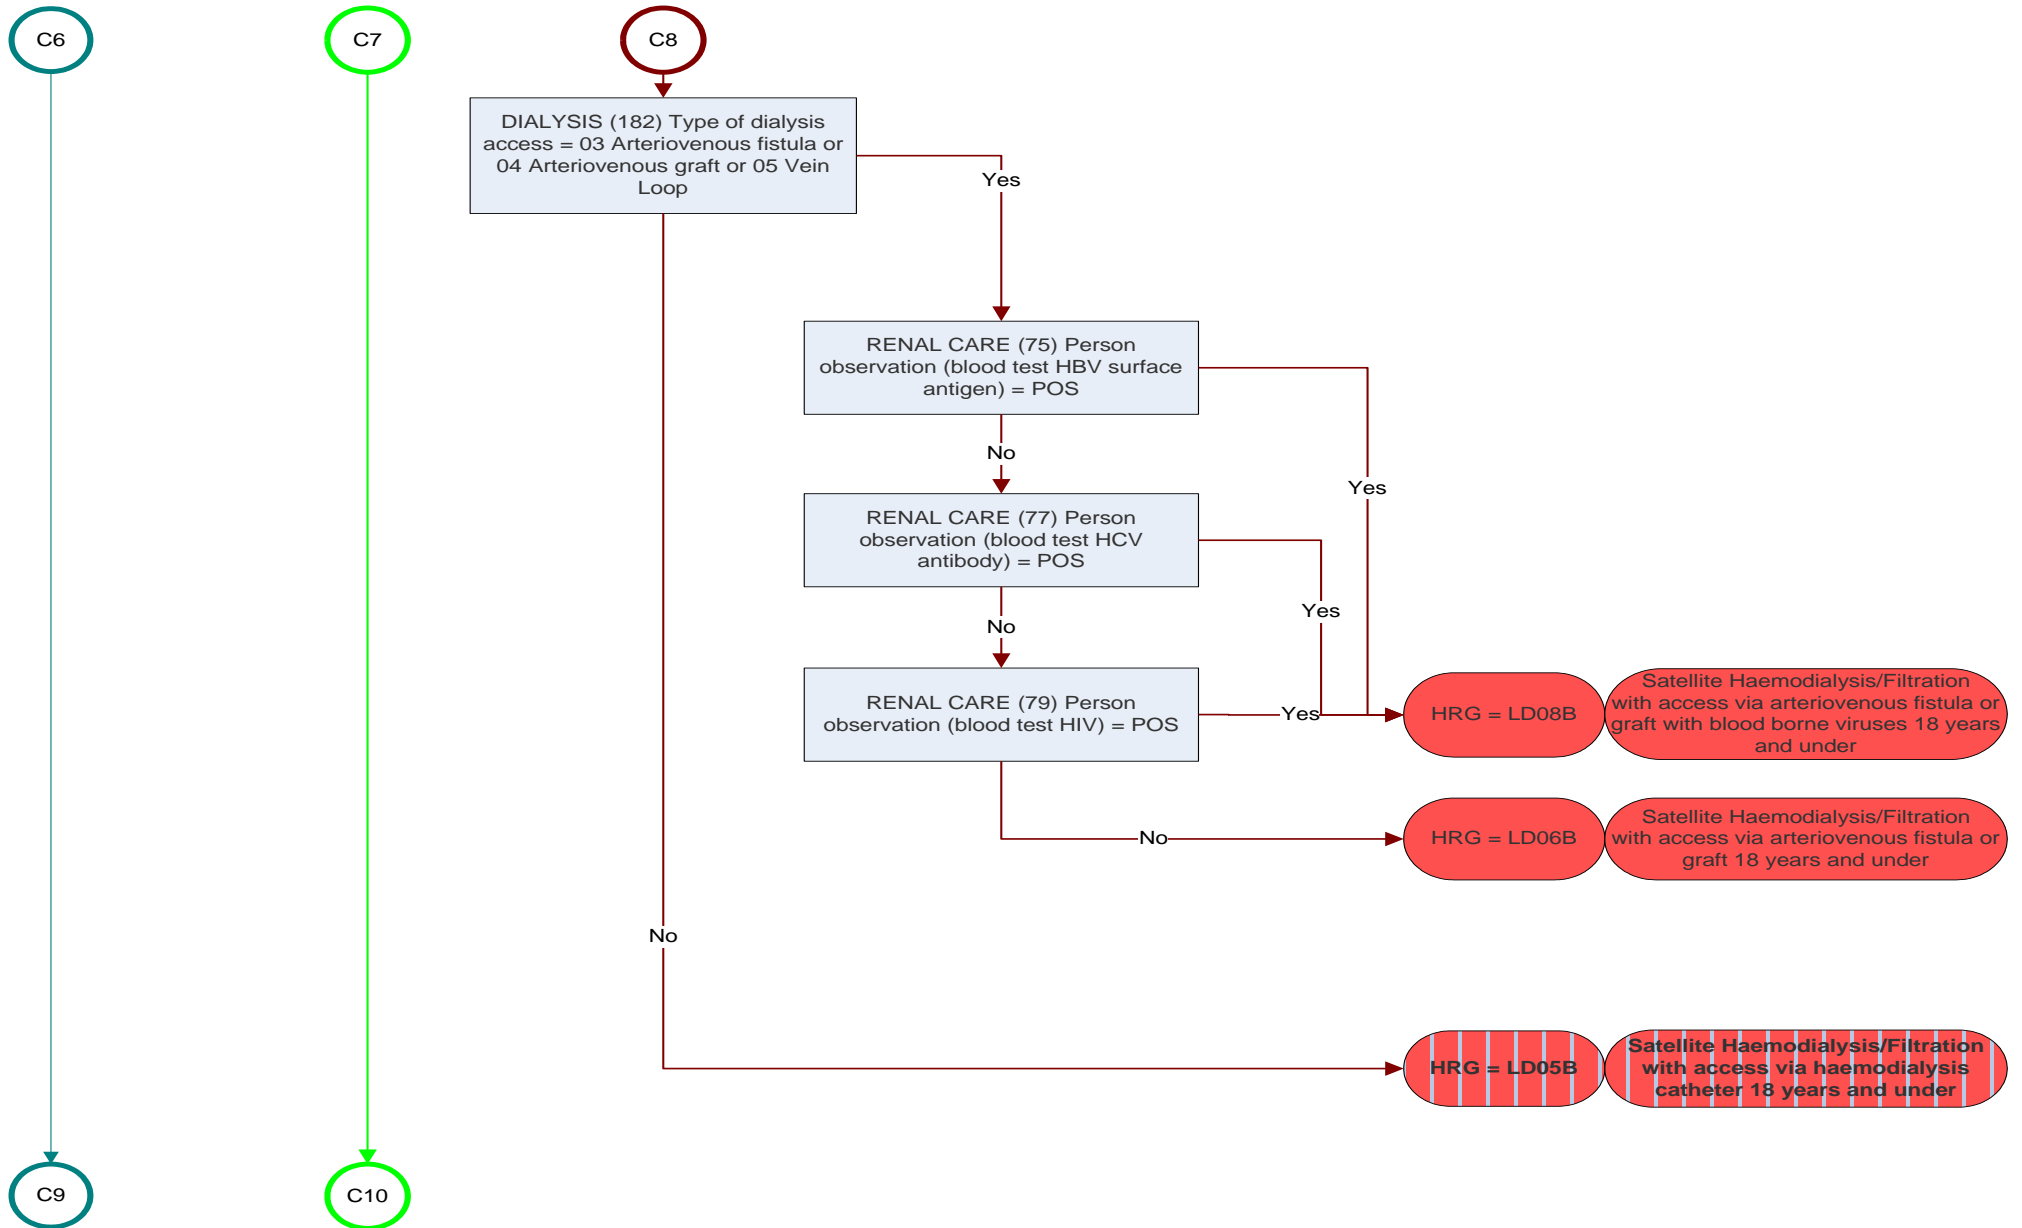 C6
C7
C8
DIALYSIS (182) Type of dialysis
access = 03 Arteriovenous fistula or
04 Arteriovenous graft or 05 Vein
Loop
Yes
RENAL CARE (75) Person
observation (blood test HBV surface
antigen) = POS
No
Yes
RENAL CARE (77) Person
observation (blood test HCV
antibody) = POS
Yes
No
RENAL CARE (79) Person
observation (blood test HIV) = POS
Yes
HRG = LD08B
Satellite Haemodialysis/Filtration
with access via arteriovenous fistula or
graft with blood borne viruses 18 years
and under
No
HRG = LD06B
Satellite Haemodialysis/Filtration
with access via arteriovenous fistula or
graft 18 years and under
No
HRG = LD05B
Satellite Haemodialysis/Filtration
with access via haemodialysis
catheter 18 years and under
C9
C10